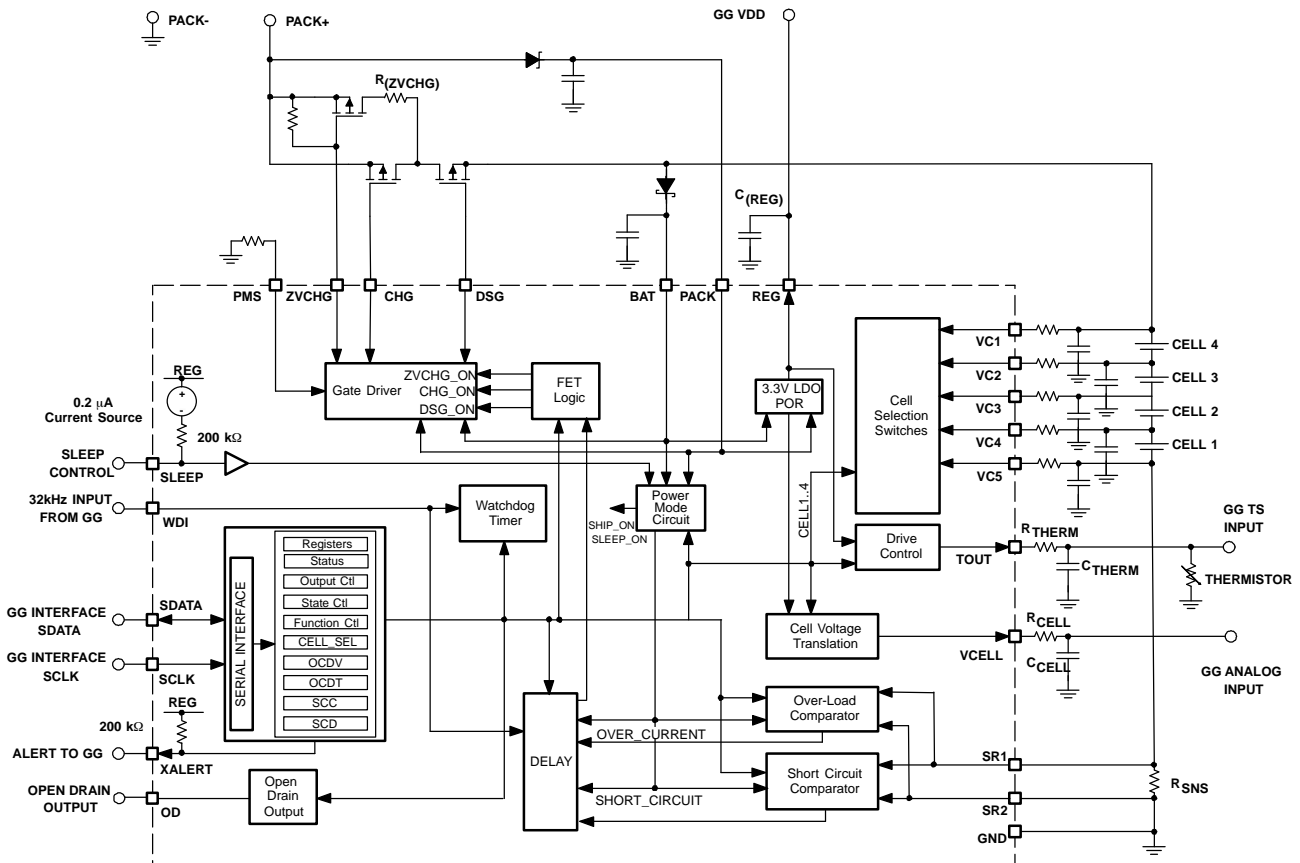 PACK-
PACK+
GG VDD
R(ZVCHG)
C(REG)
PMS
ZVCHG
CHG
DSG
BAT
PACK
REG
REG
0.2 µA
Current Source
+
-
200 kΩ
Gate Driver
ZVCHG_ON
CHG_ON
DSG_ON
FET
Logic
3.3V LDO
POR
Cell
Selection
Switches
VC1
VC2
VC3
VC4
VC5
CELL 4
CELL 3
CELL 2
CELL 1
SLEEP
CONTROL
SLEEP
32kHz INPUT
FROM GG
WDI
Watchdog
Timer
Power
Mode
Circuit
SHIP_ON
SLEEP_ON
CELL1..4
Drive
Control
TOUT
RTHERM
CTHERM
GG TS
INPUT
THERMISTOR
SERIAL INTERFACE
Registers
Status
Output Ctl
State Ctl
Function Ctl
CELL_SEL
OCDV
OCDT
SCC
SCD
GG INTERFACE
SDATA
SDATA
GG INTERFACE
SCLK
SCLK
Cell Voltage
Translation
VCELL
RCELL
CCELL
GG ANALOG
INPUT
REG
200 kΩ
ALERT TO GG
XALERT
DELAY
OVER_CURRENT
Over-Load
Comparator
SHORT_CIRCUIT
Short Circuit
Comparator
SR1
SR2
RSNS
GND
OPEN DRAIN
OUTPUT
OD
Open
Drain
Output